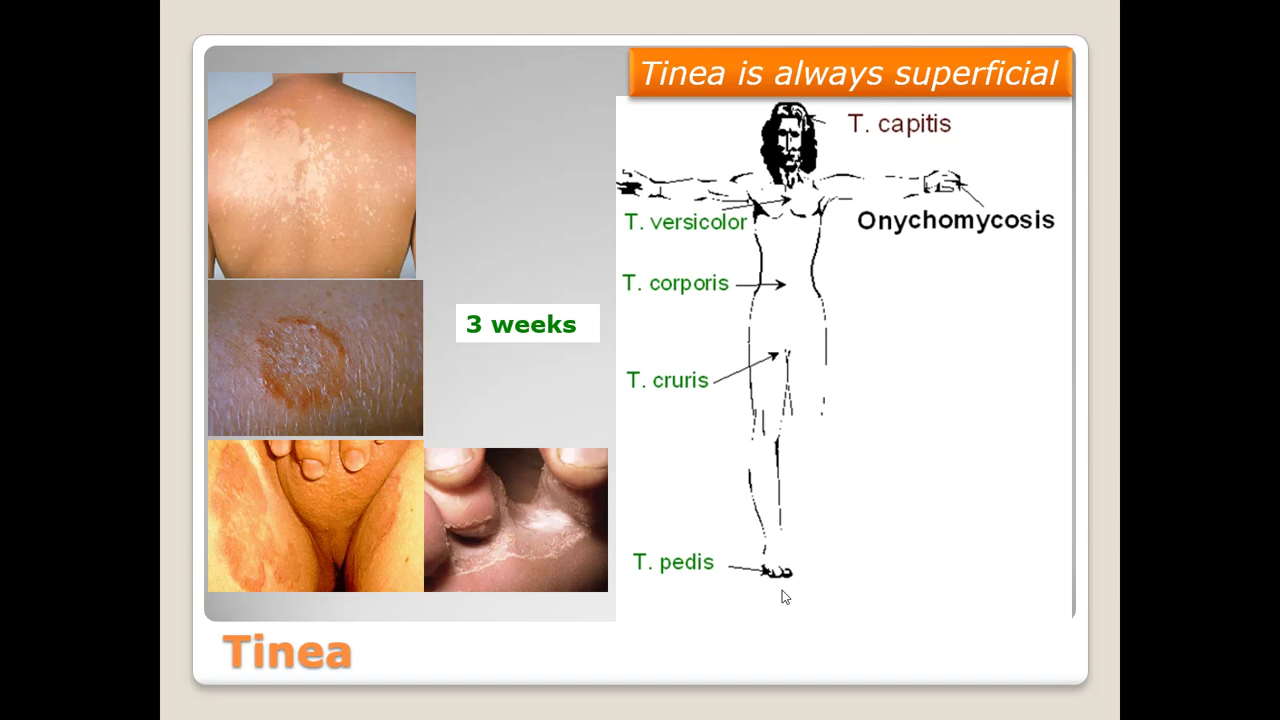 Tinea is always superficial
T. capitis
T. versicolor
Onychomycosis
T. corporis
3 weeks
T. cruris
T. pedis
Tinea